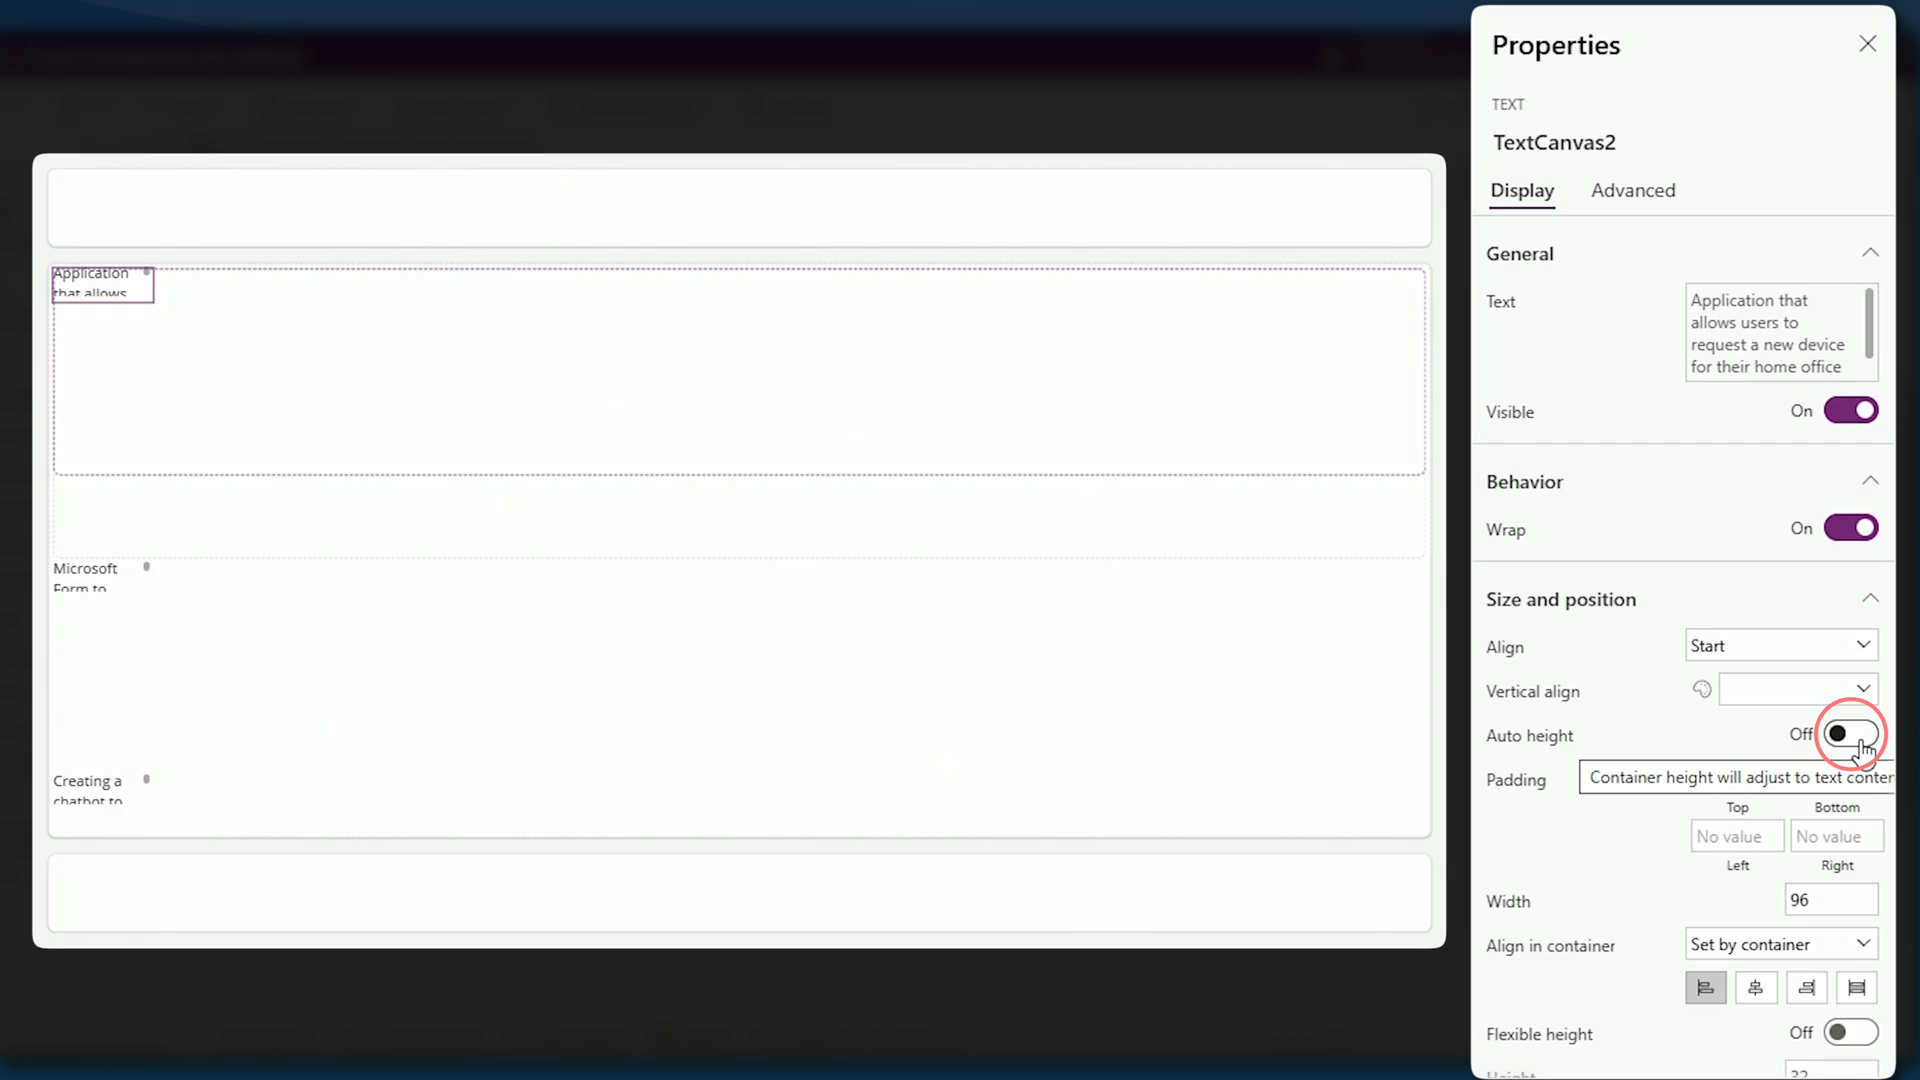 Properties
TEXT
TextCanvas2
Display Advanced
General
Text
Application that
allows users to
request a new device
for their home office
Visible On
Behavior
Wrap On
Size and position
Align Start
Vertical align
Auto height Off
Padding
Container height will adjust to text conten
Top Bottom
No value No value
Left Right
Width 96
Align in container Set by container
Flexible height Off
Height 32
Application
that allows
Microsoft
Form to
Creating a
chatbot to